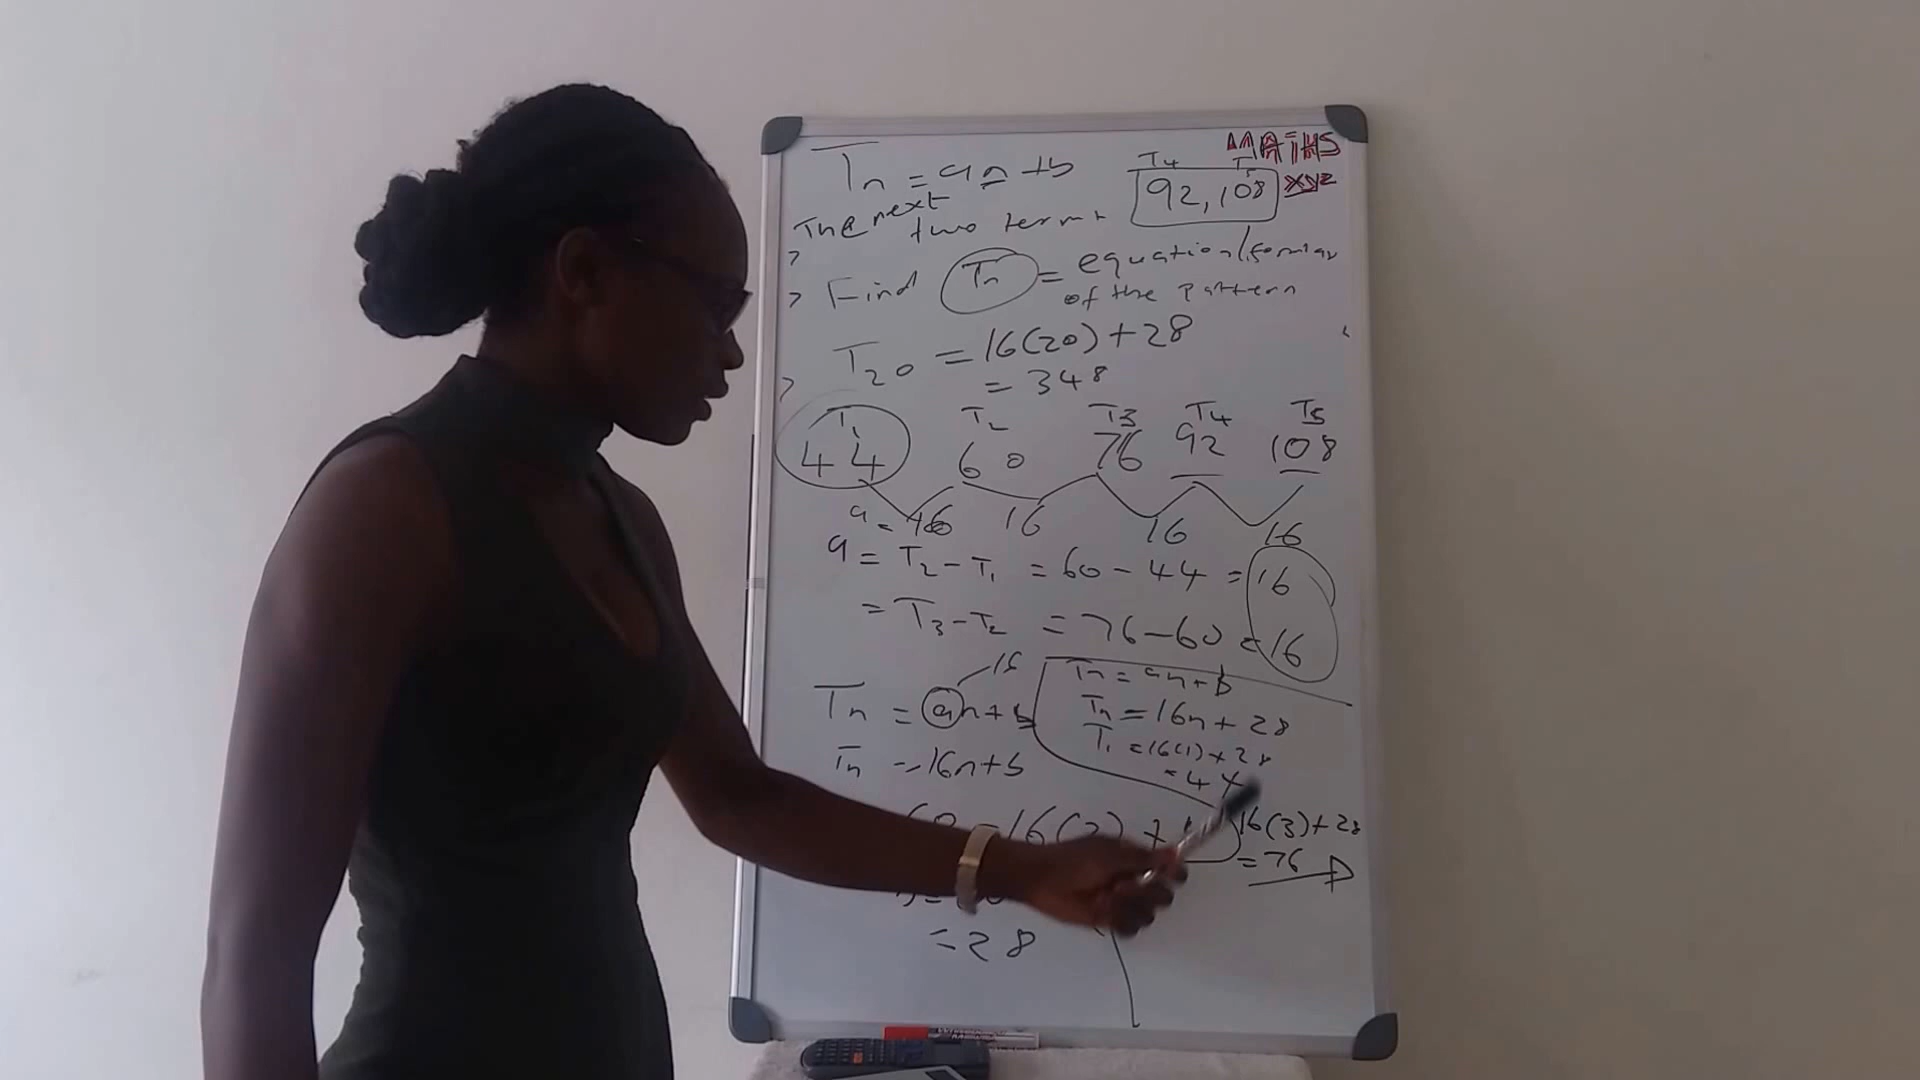 MATHS
xyz
Tn = an + b
T4 T5
92, 108
The next two terms
> Find Tn = equation/formular
of the pattern
> T20 = 16(20) + 28
= 348
T1 T2 T3 T4 T5
44 60 76 92 108
a = 16 16 16 16
a = T2 - T1 = 60 - 44 = 16
= T3 - T2 = 76 - 60 = 16
Tn = an + b
16
Tn = 16n + b
= 28
Tn = an + b
Tn = 16n + 28
T1 = 16(1) + 28
= 44
16(3) + 28
= 76